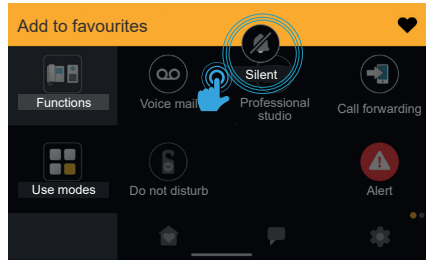 Add to favourites
Silent
Functions
Voice mail
Professional
studio
Call forwarding
Use modes
Do not disturb
Alert